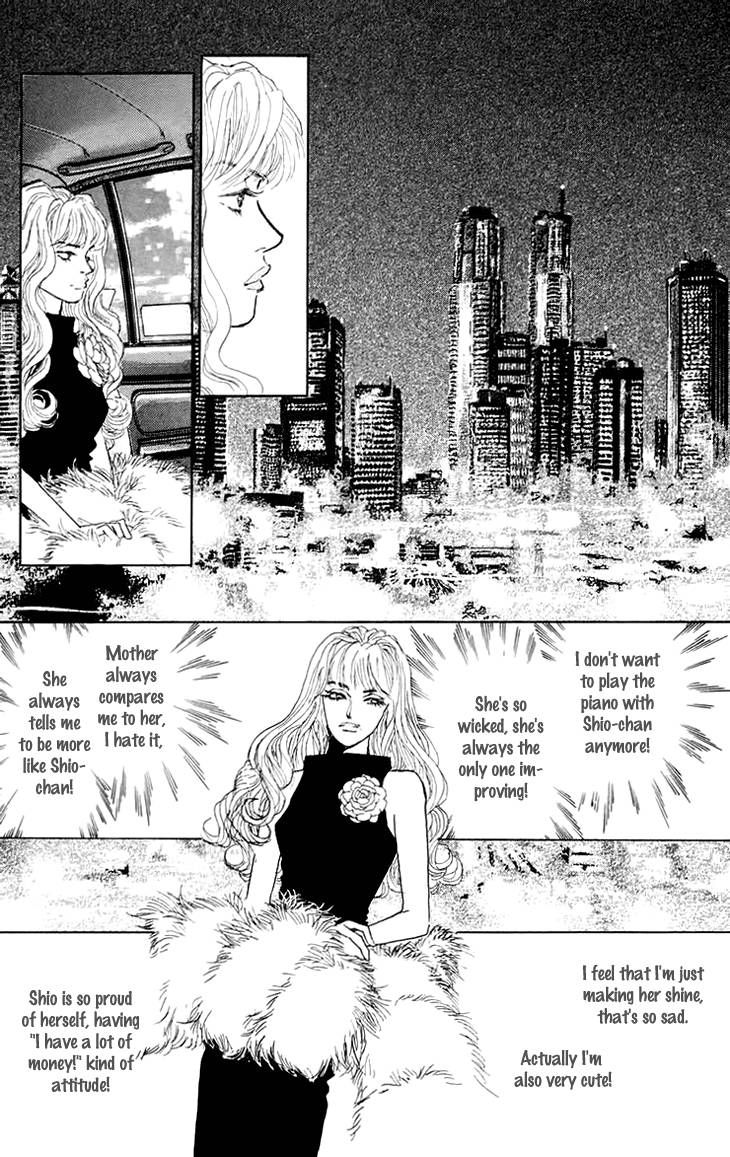 I don't want
to play the
piano with
Shio-chan
anymore!
She's so
wicked, she's
always the
only one im-
proving!
Mother
always
compares
me to her,
I hate it,
She
always
tells me
to be more
like Shio-
chan!
I feel that I'm just
making her shine,
that's so sad.
Actually I'm
also very cute!
Shio is so proud
of herself, having
"I have a lot of
money!" kind of
attitude!